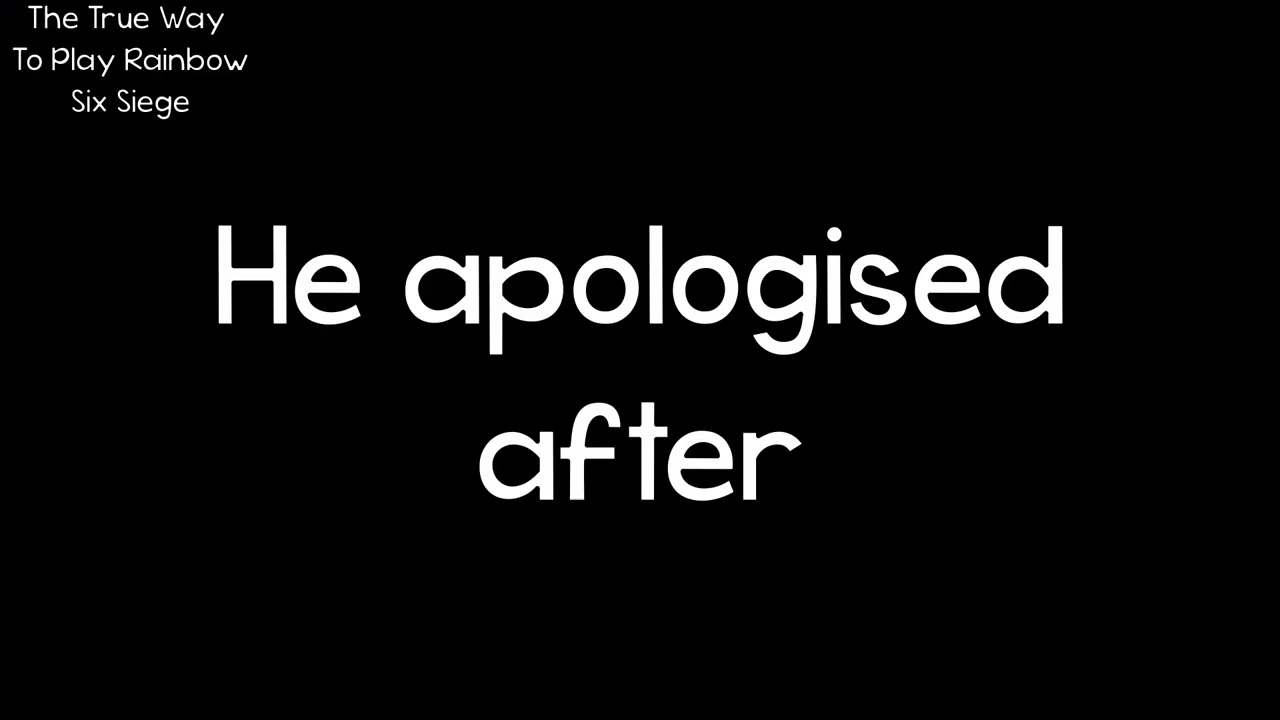 The True Way
To Play Rainbow
Six Siege
He apologised
after